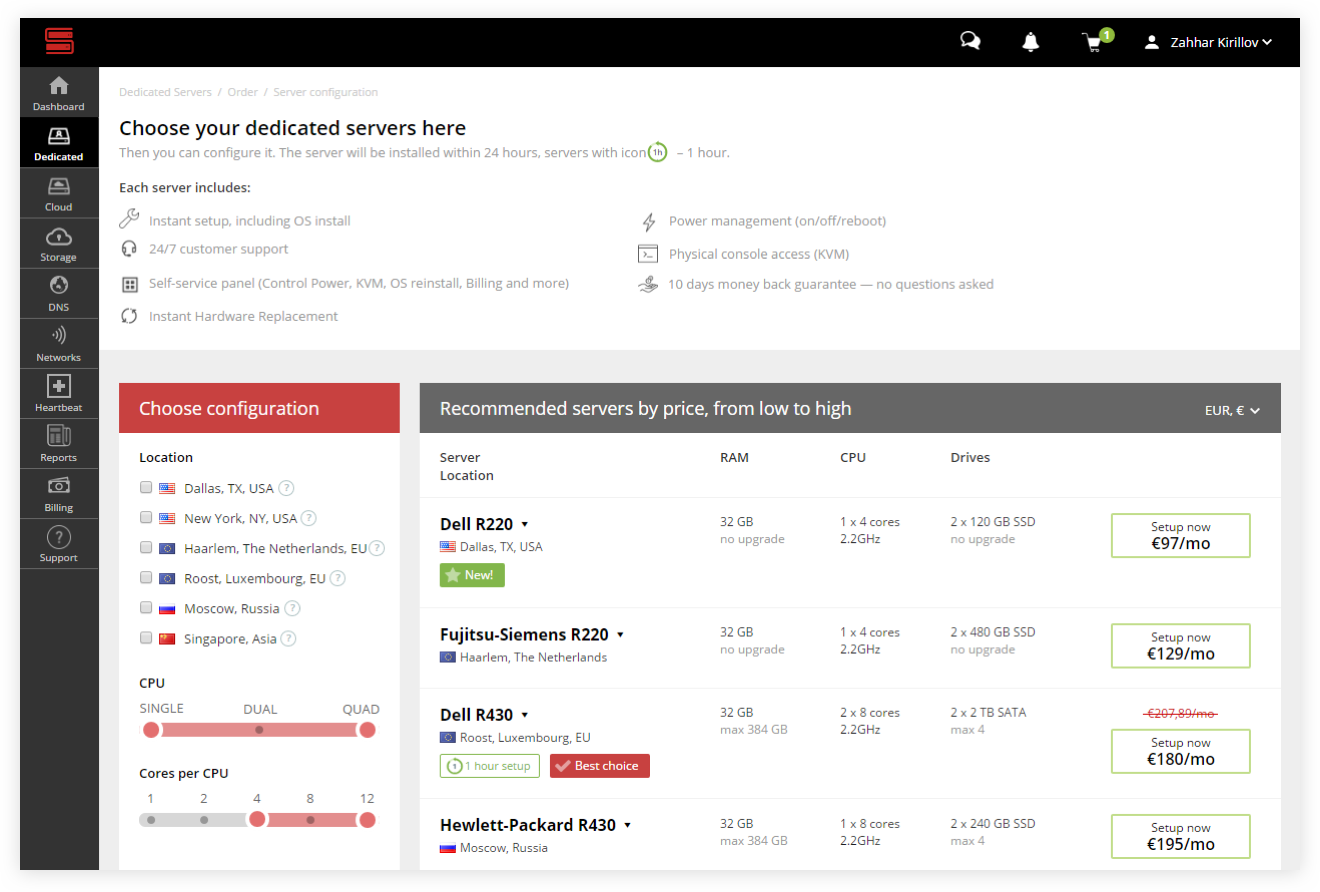 1
Zahhar Kirillov
Dashboard
Dedicated
Cloud
Storage
DNS
Networks
Heartbeat
Reports
Billing
?
Support
Dedicated Servers / Order / Server configuration
Choose your dedicated servers here
Then you can configure it. The server will be installed within 24 hours, servers with icon 1h – 1 hour.
Each server includes:
Instant setup, including OS install
24/7 customer support
Self-service panel (Control Power, KVM, OS reinstall, Billing and more)
Instant Hardware Replacement
Power management (on/off/reboot)
Physical console access (KVM)
10 days money back guarantee — no questions asked
Choose configuration
Location
Dallas, TX, USA ?
New York, NY, USA ?
Haarlem, The Netherlands, EU ?
Roost, Luxembourg, EU ?
Moscow, Russia ?
Singapore, Asia ?
CPU
SINGLE DUAL QUAD
Cores per CPU
1 2 4 8 12
Recommended servers by price, from low to high
EUR, €
Server
Location
RAM
CPU
Drives
Dell R220
Dallas, TX, USA
New!
32 GB
no upgrade
1 x 4 cores
2.2GHz
2 x 120 GB SSD
no upgrade
Setup now
€97/mo
Fujitsu-Siemens R220
Haarlem, The Netherlands
32 GB
no upgrade
1 x 4 cores
2.2GHz
2 x 480 GB SSD
no upgrade
Setup now
€129/mo
Dell R430
Roost, Luxembourg, EU
1 1 hour setup
Best choice
32 GB
max 384 GB
2 x 8 cores
2.2GHz
2 x 2 TB SATA
max 4
€207,89/mo
Setup now
€180/mo
Hewlett-Packard R430
Moscow, Russia
32 GB
max 384 GB
1 x 8 cores
2.2GHz
2 x 240 GB SSD
max 4
Setup now
€195/mo